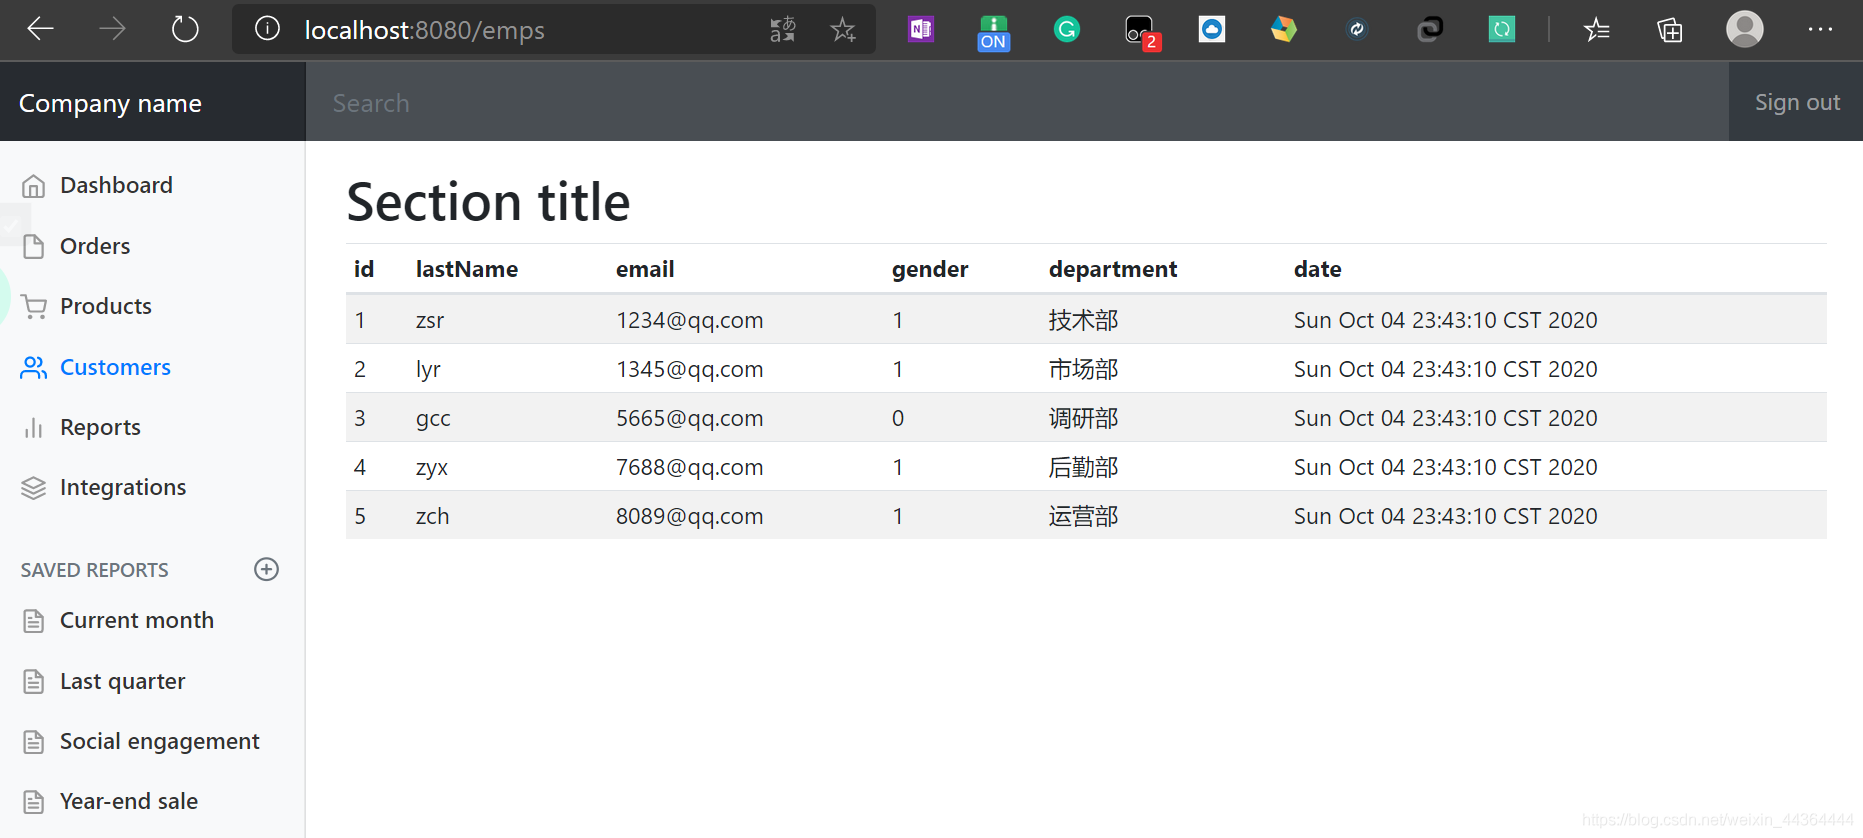 localhost:8080/emps
ON
2
Company name
Search
Sign out
Dashboard
Orders
Products
Customers
Reports
Integrations
SAVED REPORTS
Current month
Last quarter
Social engagement
Year-end sale
Section title
id lastName email gender department date
1 zsr 1234@qq.com 1 技术部 Sun Oct 04 23:43:10 CST 2020
2 lyr 1345@qq.com 1 市场部 Sun Oct 04 23:43:10 CST 2020
3 gcc 5665@qq.com 0 调研部 Sun Oct 04 23:43:10 CST 2020
4 zyx 7688@qq.com 1 后勤部 Sun Oct 04 23:43:10 CST 2020
5 zch 8089@qq.com 1 运营部 Sun Oct 04 23:43:10 CST 2020
https://blog.csdn.net/weixin_44364444